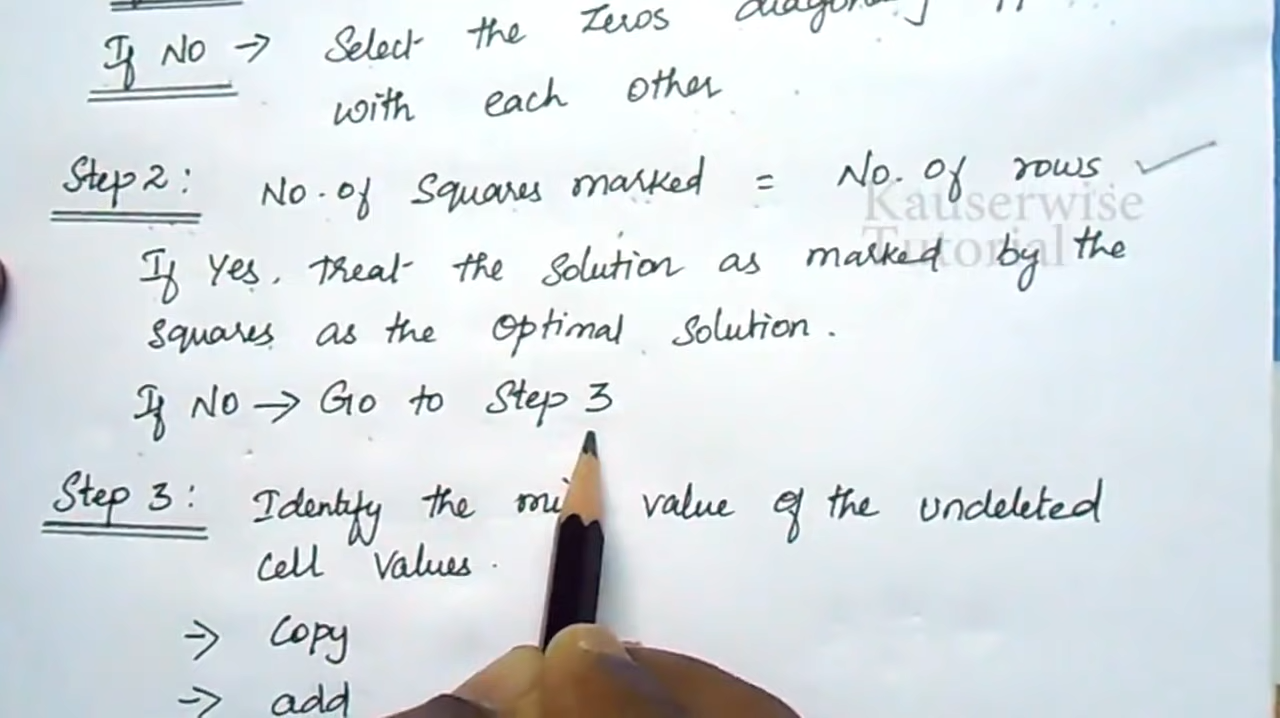 If NO → Select the zeros
with each other
Step 2: No. of Squares marked = No. of rows ✓
Kauserwise
Tutorial
If Yes, treat the solution as marked by the
squares as the optimal solution.
If NO → Go to Step 3
Step 3: Identify the value of the undeleted
cell values.
→ Copy
→ add